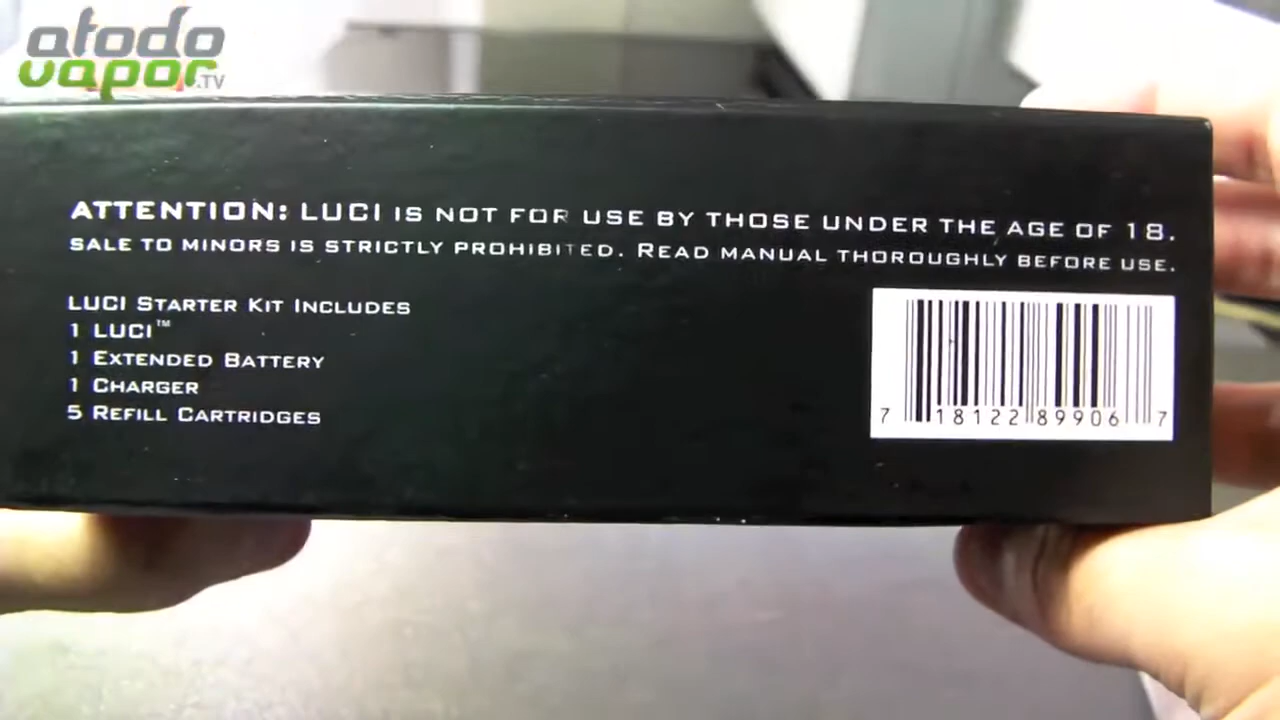 atodo
vapor.TV
ATTENTION: LUCI IS NOT FOR USE BY THOSE UNDER THE AGE OF 18.
SALE TO MINORS IS STRICTLY PROHIBITED. READ MANUAL THOROUGHLY BEFORE USE.
LUCI STARTER KIT INCLUDES
1 LUCI™
1 EXTENDED BATTERY
1 CHARGER
5 REFILL CARTRIDGES
7 18122 89906 7